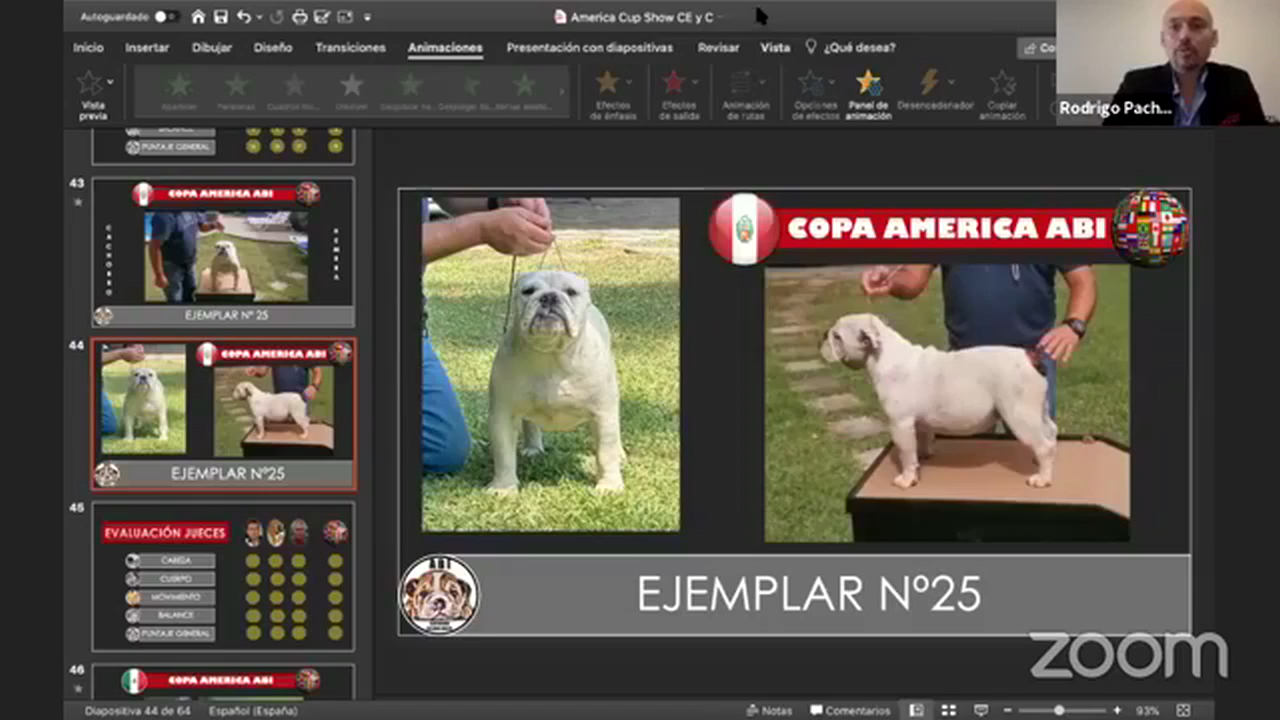 Autoguardado
America Cup Show CE y C
Inicio Insertar Dibujar Diseño Transiciones Animaciones Presentación con diapositivas Revisar Vista ¿Qué desea?
Vista previa
Efectos de énfasis
Efectos de salida
Animación de rutas
Opciones de efectos
Panel de animación
Desencadenador
Copiar animación
Rodrigo Pach...
PUNTAJE GENERAL
43
COPA AMERICA ABI
CACHORRO
HEMBRA
EJEMPLAR Nº 25
44
COPA AMERICA ABI
EJEMPLAR Nº25
45
EVALUACIÓN JUECES
CABEZA
CUERPO
MOVIMIENTO
BALANCE
PUNTAJE GENERAL
46
COPA AMERICA ABI
COPA AMERICA ABI
ABI
EJEMPLAR Nº25
zoom
Diapositiva 44 de 64 Español (España) Notas Comentarios 93%